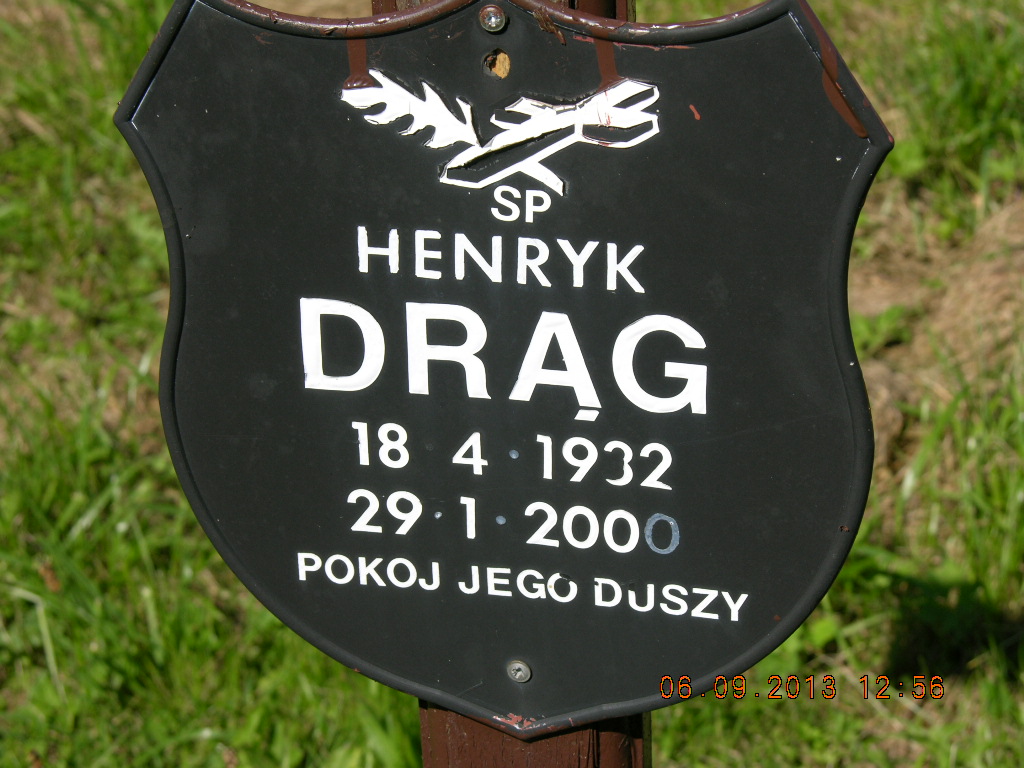 SP
HENRYK
DRĄG
18 · 4 · 1932
29 · 1 · 2000
POKOJ JEGO DUSZY
06.09.2013 12:56